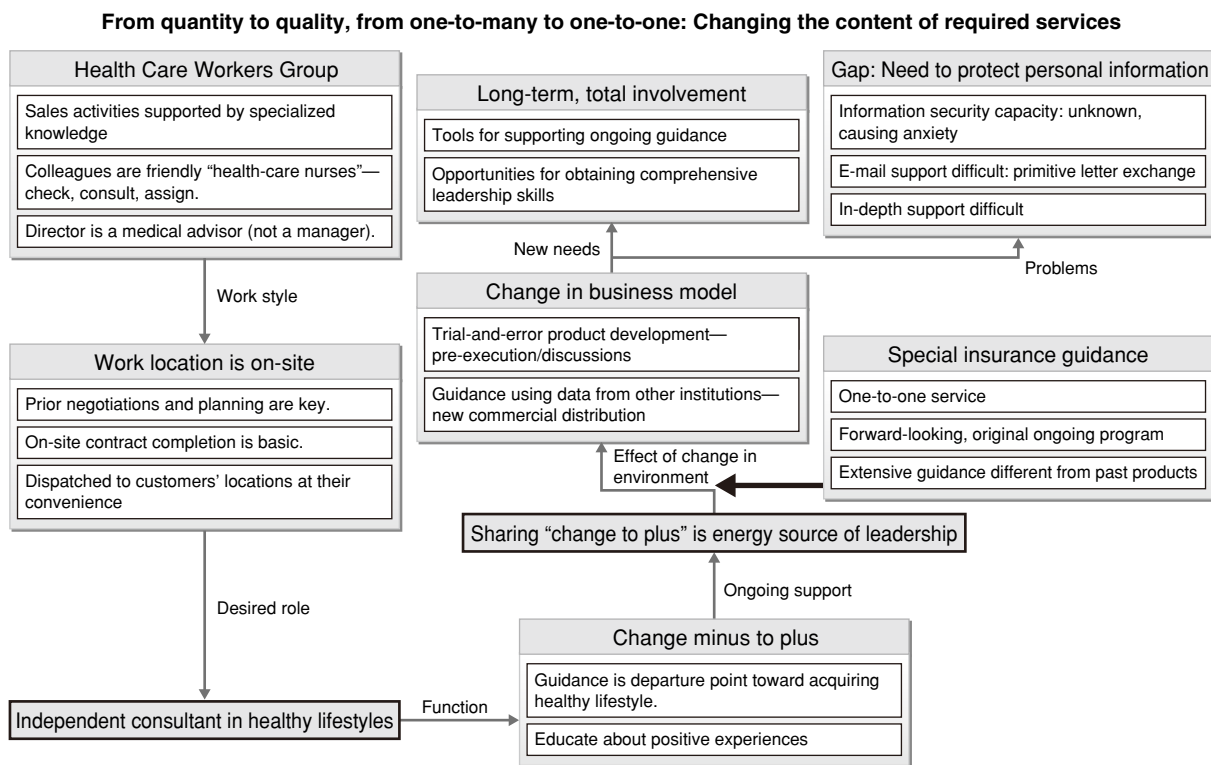 From quantity to quality, from one-to-many to one-to-one: Changing the content of required services
Health Care Workers Group
Sales activities supported by specialized
knowledge
Colleagues are friendly “health-care nurses”—
check, consult, assign.
Director is a medical advisor (not a manager).
Work style
Work location is on-site
Prior negotiations and planning are key.
On-site contract completion is basic.
Dispatched to customers’ locations at their
convenience
Desired role
Independent consultant in healthy lifestyles
Function
Change minus to plus
Guidance is departure point toward acquiring
healthy lifestyle.
Educate about positive experiences
Ongoing support
Sharing “change to plus” is energy source of leadership
Effect of change in
environment
Special insurance guidance
One-to-one service
Forward-looking, original ongoing program
Extensive guidance different from past products
Change in business model
Trial-and-error product development—
pre-execution/discussions
Guidance using data from other institutions—
new commercial distribution
New needs
Long-term, total involvement
Tools for supporting ongoing guidance
Opportunities for obtaining comprehensive
leadership skills
Problems
Gap: Need to protect personal information
Information security capacity: unknown,
causing anxiety
E-mail support difficult: primitive letter exchange
In-depth support difficult